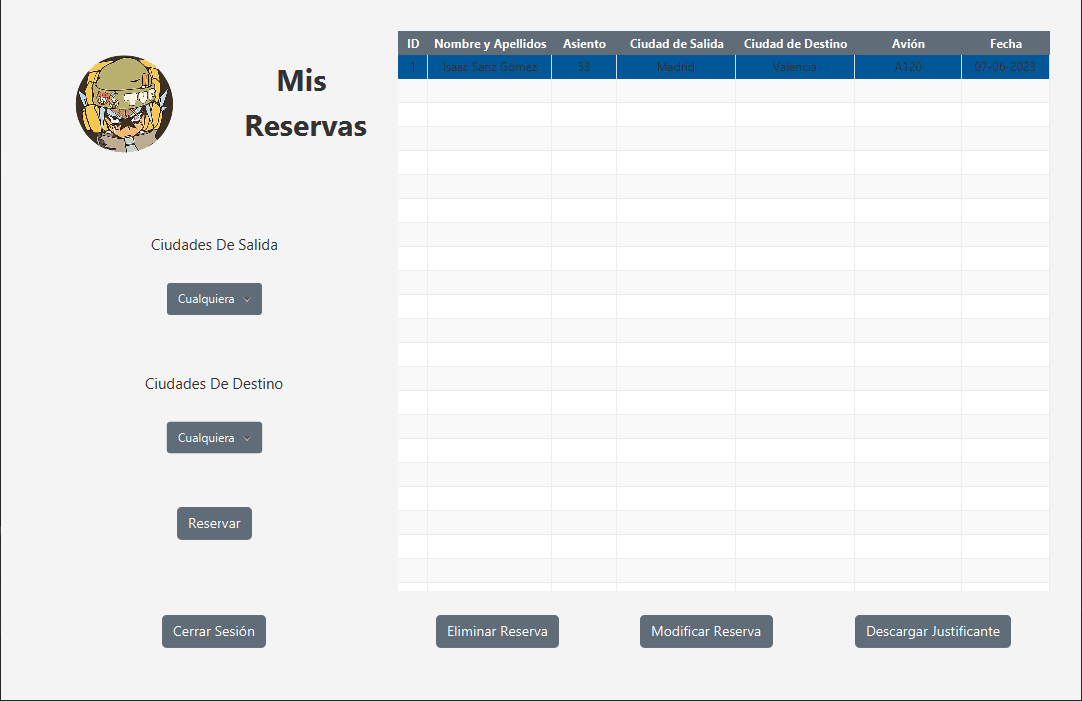 Mis
Reservas
Ciudades De Salida
Cualquiera
Ciudades De Destino
Cualquiera
Reservar
Cerrar Sesión
ID Nombre y Apellidos Asiento Ciudad de Salida Ciudad de Destino Avión Fecha
1 Isaac Sanz Gómez 53 Madrid Valencia A120 07-06-2023
Eliminar Reserva Modificar Reserva Descargar Justificante